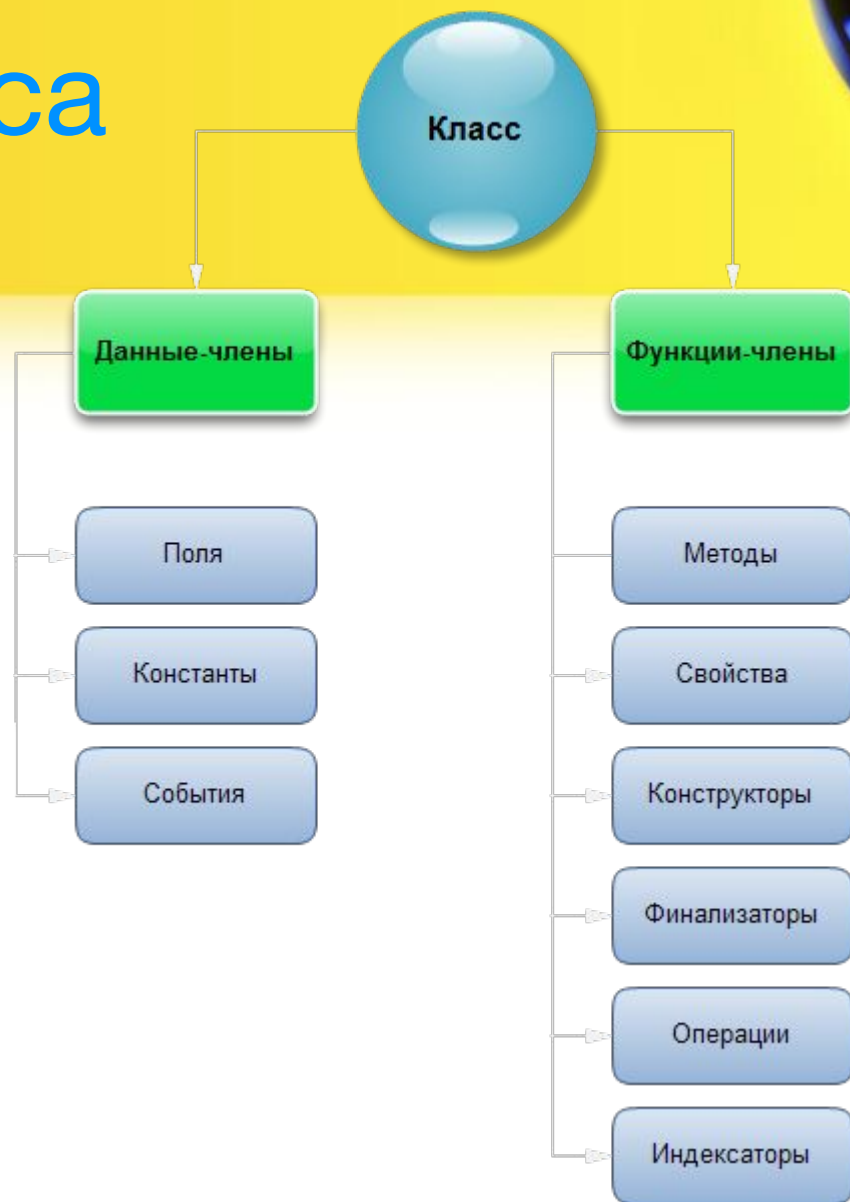 са
Класс
Данные-члены
Функции-члены
Поля
Методы
Константы
Свойства
События
Конструкторы
Финализаторы
Операции
Индексаторы